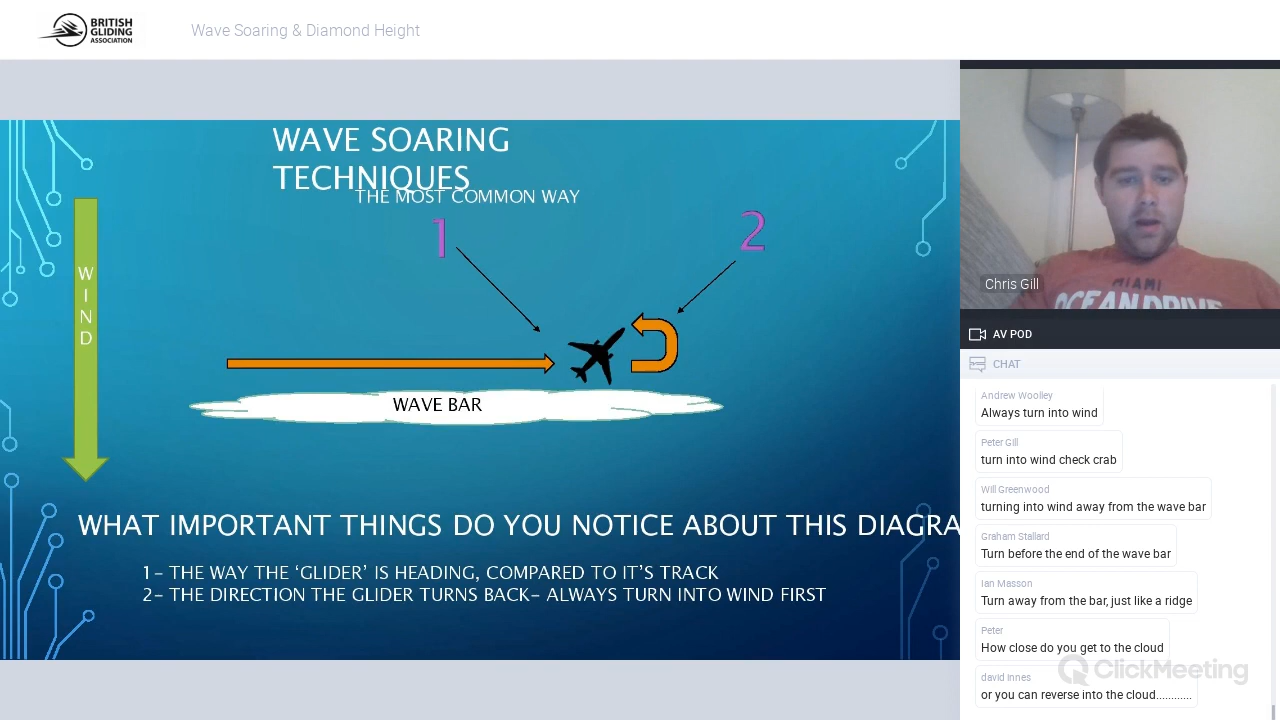 BRITISH
GLIDING
ASSOCIATION
Wave Soaring & Diamond Height
WAVE SOARING
TECHNIQUES
THE MOST COMMON WAY
1
2
W
I
N
D
WAVE BAR
WHAT IMPORTANT THINGS DO YOU NOTICE ABOUT THIS DIAGRA
1- THE WAY THE ‘GLIDER’ IS HEADING, COMPARED TO IT’S TRACK
2- THE DIRECTION THE GLIDER TURNS BACK- ALWAYS TURN INTO WIND FIRST
MIAMI
OCEAN DRIVE
Chris Gill
AV POD
CHAT
Andrew Woolley
Always turn into wind
Peter Gill
turn into wind check crab
Will Greenwood
turning into wind away from the wave bar
Graham Stallard
Turn before the end of the wave bar
Ian Masson
Turn away from the bar, just like a ridge
Peter
How close do you get to the cloud
david innes
or you can reverse into the cloud............
ClickMeeting